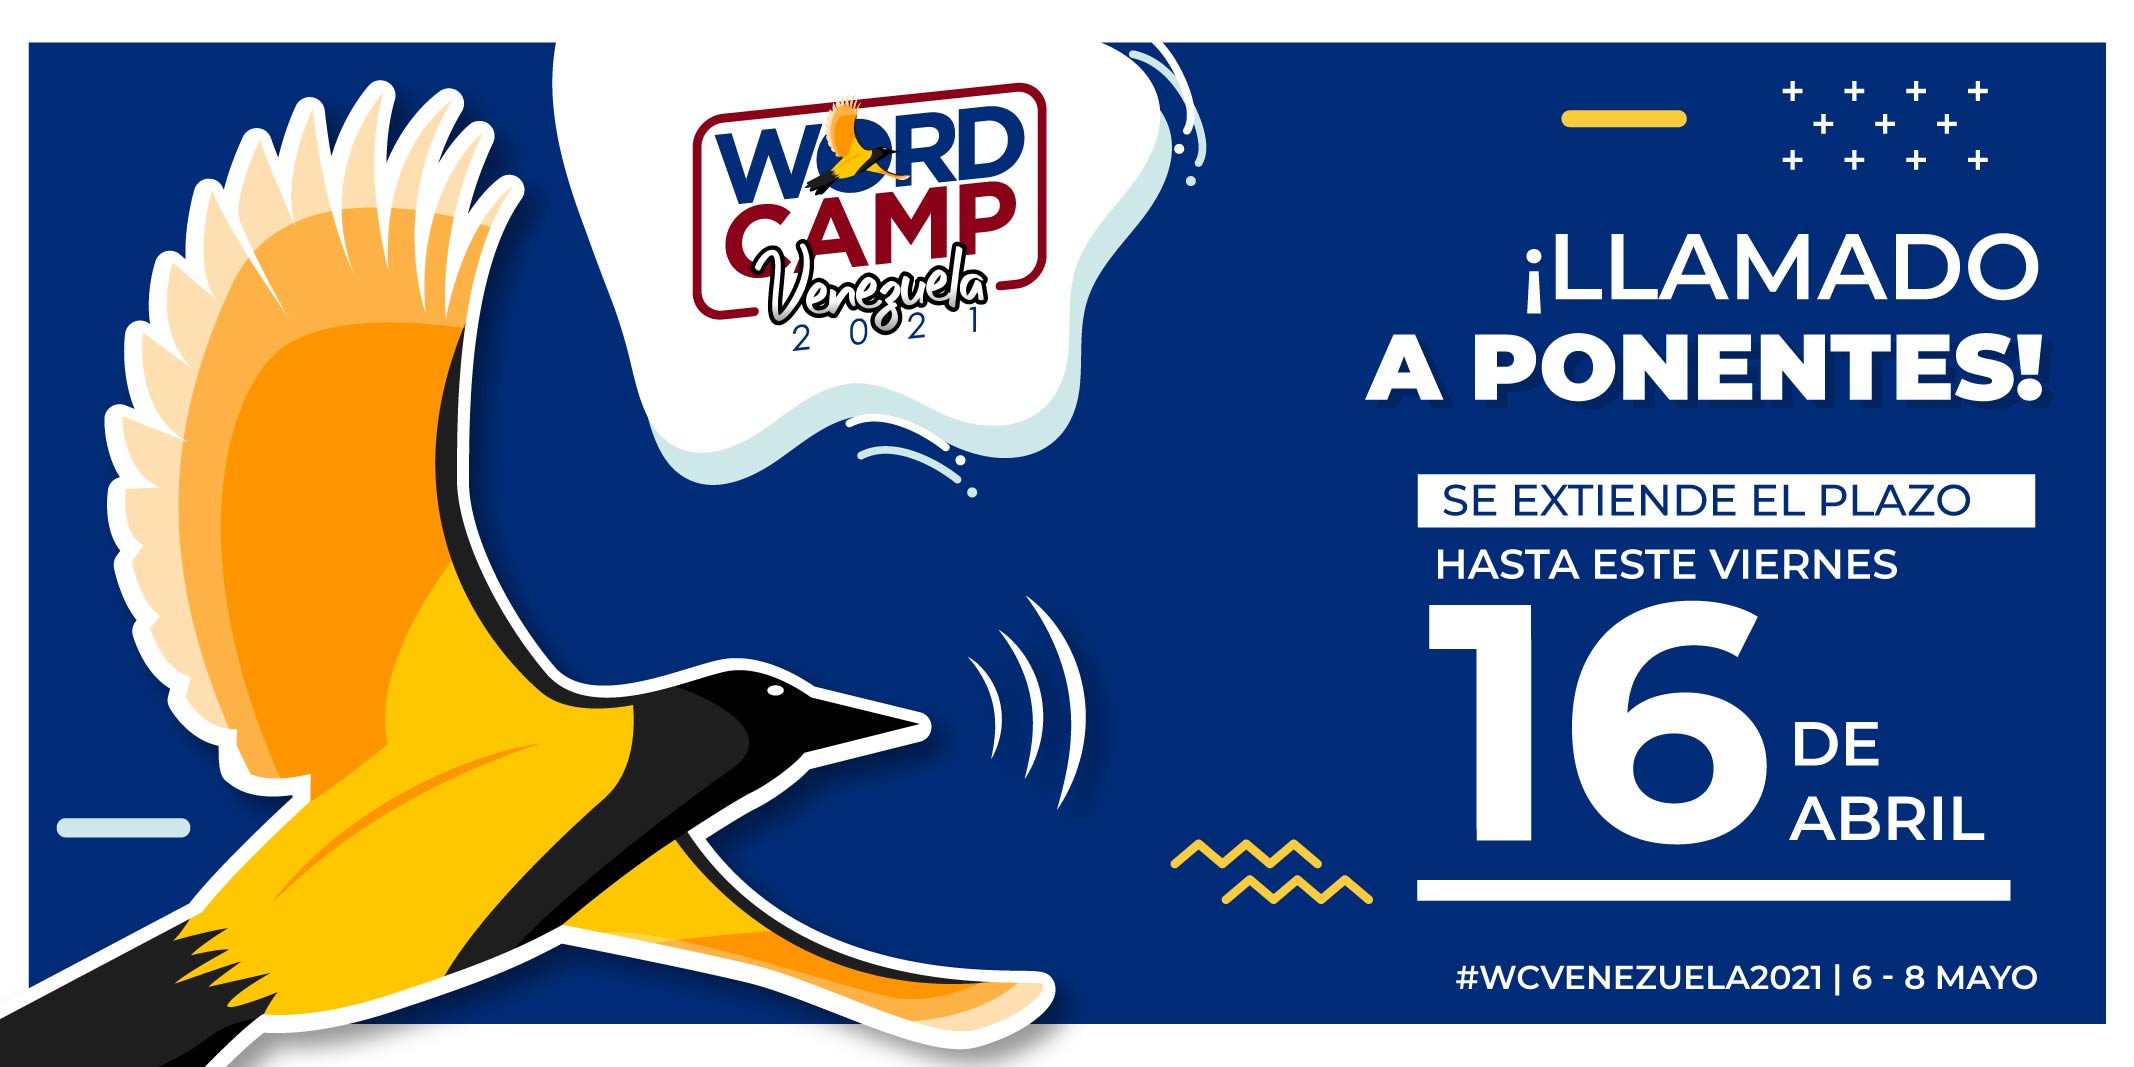 WORD
CAMP
Venezuela
2021
¡LLAMADO
A PONENTES!
SE EXTIENDE EL PLAZO
HASTA ESTE VIERNES
16 DE
ABRIL
#WCVENEZUELA2021 | 6 - 8 MAYO